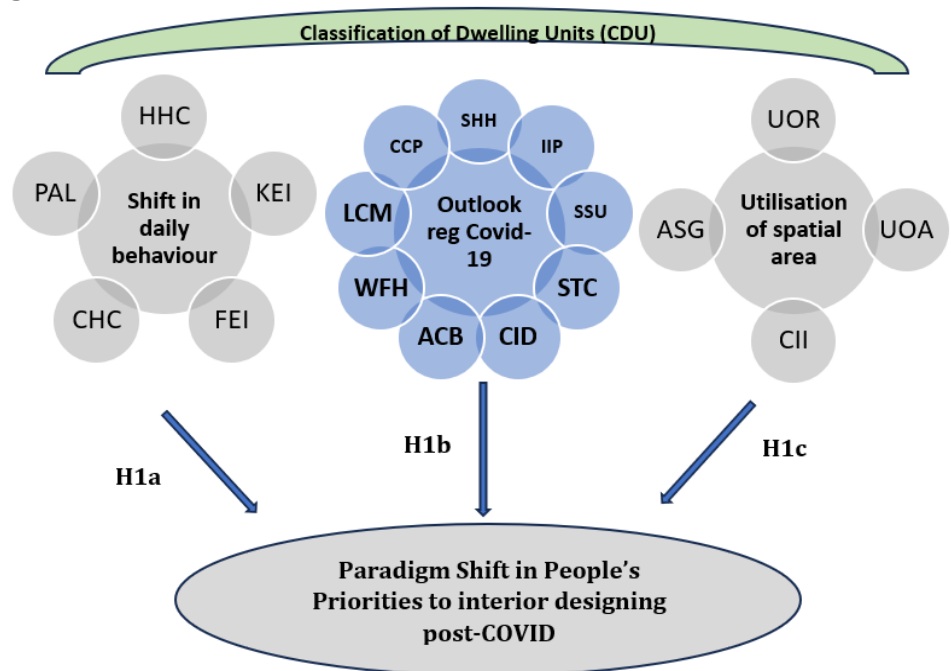 Classification of Dwelling Units (CDU)
HHC
PAL
KEI
Shift in
daily
behaviour
CHC
FEI
SHH
CCP
IIP
LCM
SSU
Outlook
reg Covid-
19
WFH
STC
ACB
CID
UOR
ASG
UOA
Utilisation
of spatial
area
CII
H1a
H1b
H1c
Paradigm Shift in People’s
Priorities to interior designing
post-COVID